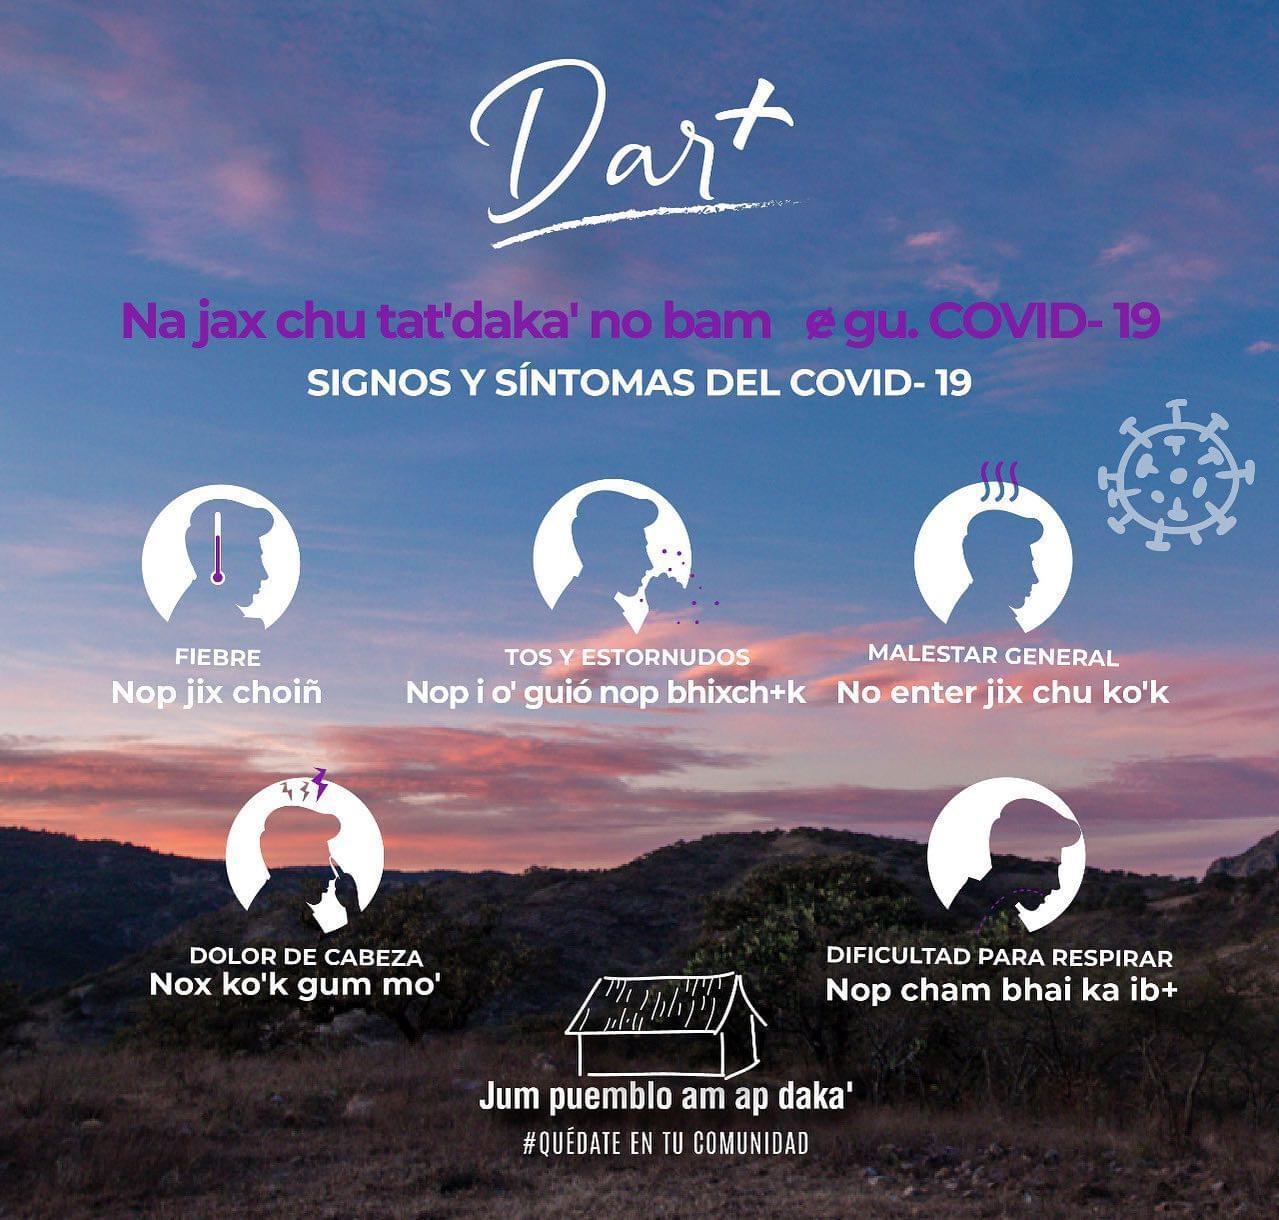 Dar+
Na jax chu tat'daka' no bam ɇ gu. COVID- 19
SIGNOS Y SÍNTOMAS DEL COVID- 19
FIEBRE
Nop jix choiñ
TOS Y ESTORNUDOS
Nop i o' guió nop bhixch+k
MALESTAR GENERAL
No enter jix chu ko'k
DOLOR DE CABEZA
Nox ko'k gum mo'
DIFICULTAD PARA RESPIRAR
Nop cham bhai ka ib+
Jum puemblo am ap daka'
#QUÉDATE EN TU COMUNIDAD